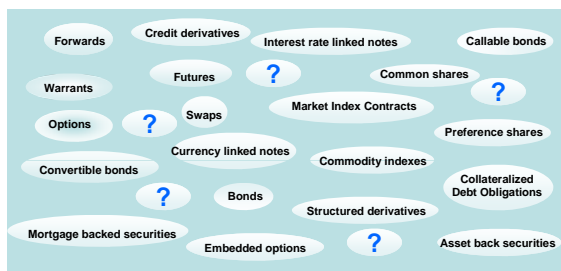 Forwards
Credit derivatives
Interest rate linked notes
Callable bonds
Futures
?
Common shares
?
Warrants
Market Index Contracts
Options
?
Swaps
Preference shares
Currency linked notes
Commodity indexes
Convertible bonds
Collateralized
Debt Obligations
?
Bonds
Structured derivatives
Mortgage backed securities
Embedded options
?
Asset back securities